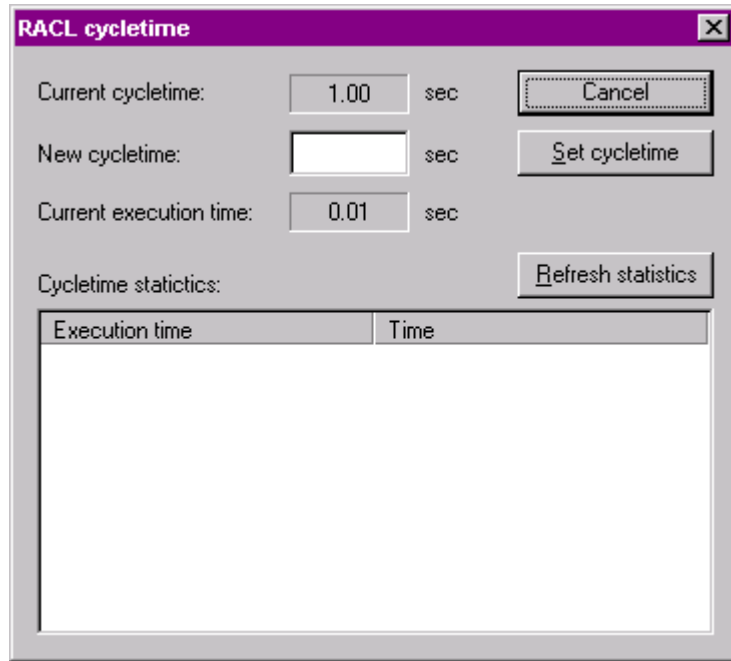 RACL cycletime
Current cycletime: 1.00 sec Cancel
New cycletime: sec Set cycletime
Current execution time: 0.01 sec
Cycletime statictics: Refresh statistics
Execution time Time